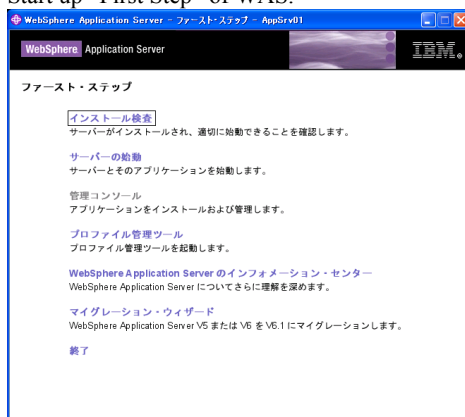 Start up "First Step" of WAS.
WebSphere Application Server - ファースト・ステップ - AppSrv01
WebSphere Application Server
IBM
ファースト・ステップ
インストール検査
サーバーがインストールされ、適切に始動できることを確認します。
サーバーの始動
サーバーとそのアプリケーションを始動します。
管理コンソール
アプリケーションをインストールおよび管理します。
プロファイル管理ツール
プロファイル管理ツールを起動します。
WebSphere Application Server のインフォメーション・センター
WebSphere Application Server についてさらに理解を深めます。
マイグレーション・ウィザード
WebSphere Application Server V5 または V6 を V6.1 にマイグレーションします。
終了